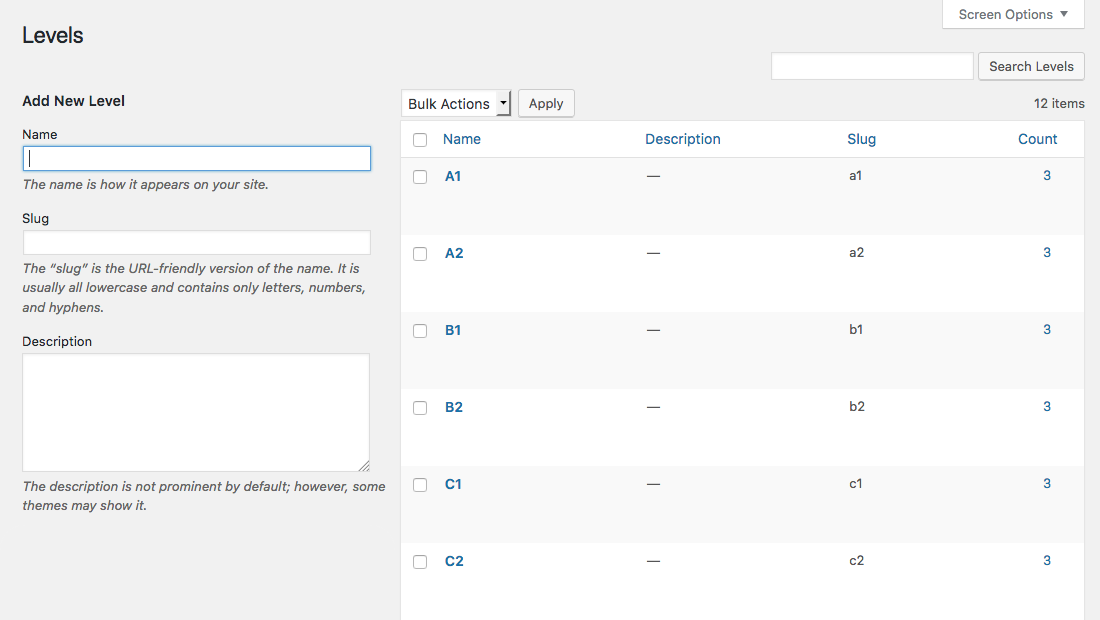 Screen Options ▼
Levels
Search Levels
Add New Level
Name
The name is how it appears on your site.
Slug
The “slug” is the URL-friendly version of the name. It is
usually all lowercase and contains only letters, numbers,
and hyphens.
Description
The description is not prominent by default; however, some
themes may show it.
Bulk Actions Apply 12 items
Name Description Slug Count
A1 — a1 3
A2 — a2 3
B1 — b1 3
B2 — b2 3
C1 — c1 3
C2 — c2 3